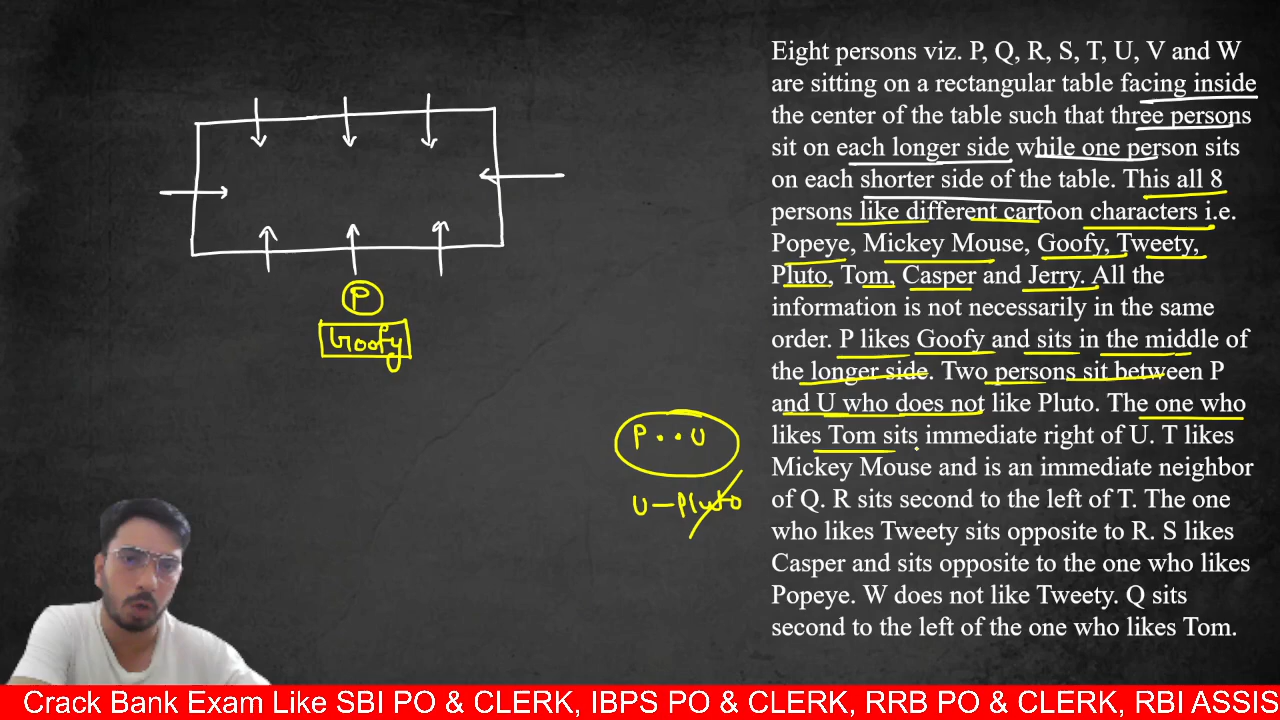 Eight persons viz. P, Q, R, S, T, U, V and W
are sitting on a rectangular table facing inside
the center of the table such that three persons
sit on each longer side while one person sits
on each shorter side of the table. This all 8
persons like different cartoon characters i.e.
Popeye, Mickey Mouse, Goofy, Tweety,
Pluto, Tom, Casper and Jerry. All the
information is not necessarily in the same
order. P likes Goofy and sits in the middle of
the longer side. Two persons sit between P
and U who does not like Pluto. The one who
likes Tom sits immediate right of U. T likes
Mickey Mouse and is an immediate neighbor
of Q. R sits second to the left of T. The one
who likes Tweety sits opposite to R. S likes
Casper and sits opposite to the one who likes
Popeye. W does not like Tweety. Q sits
second to the left of the one who likes Tom.
P
Goofy
P • • U
U — Pluto
Crack Bank Exam Like SBI PO & CLERK, IBPS PO & CLERK, RRB PO & CLERK, RBI ASSIS